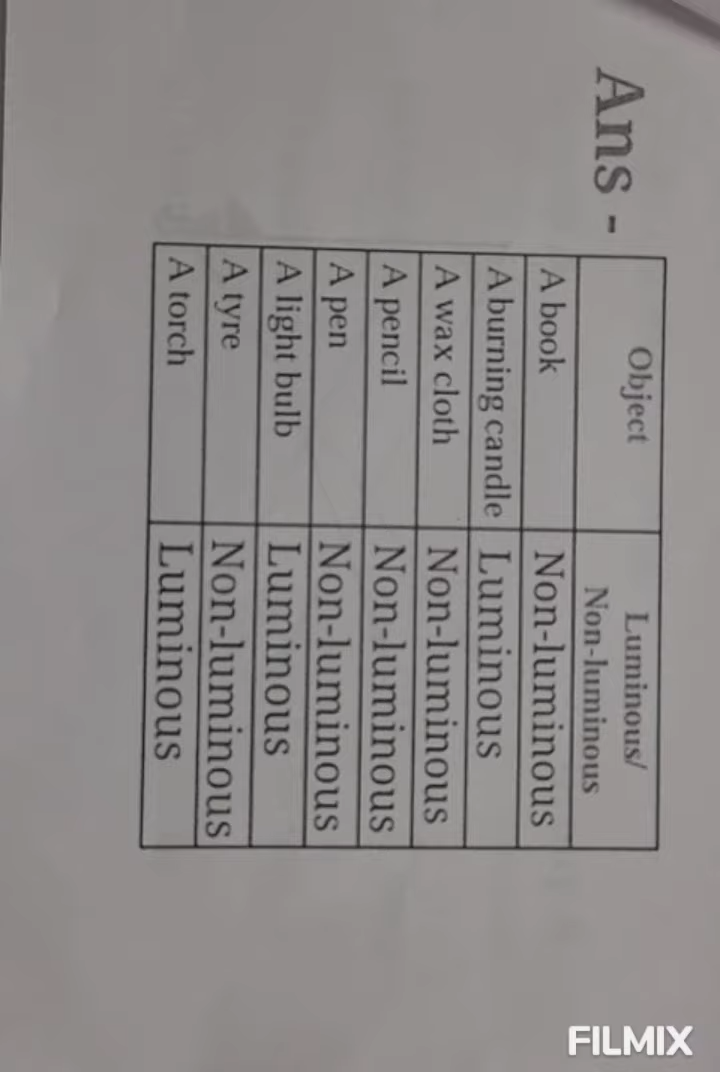 Ans -
Object Luminous/
Non-luminous
A book Non-luminous
A burning candle Luminous
A wax cloth Non-luminous
A pencil Non-luminous
A pen Non-luminous
A light bulb Luminous
A tyre Non-luminous
A torch Luminous
FILMIX